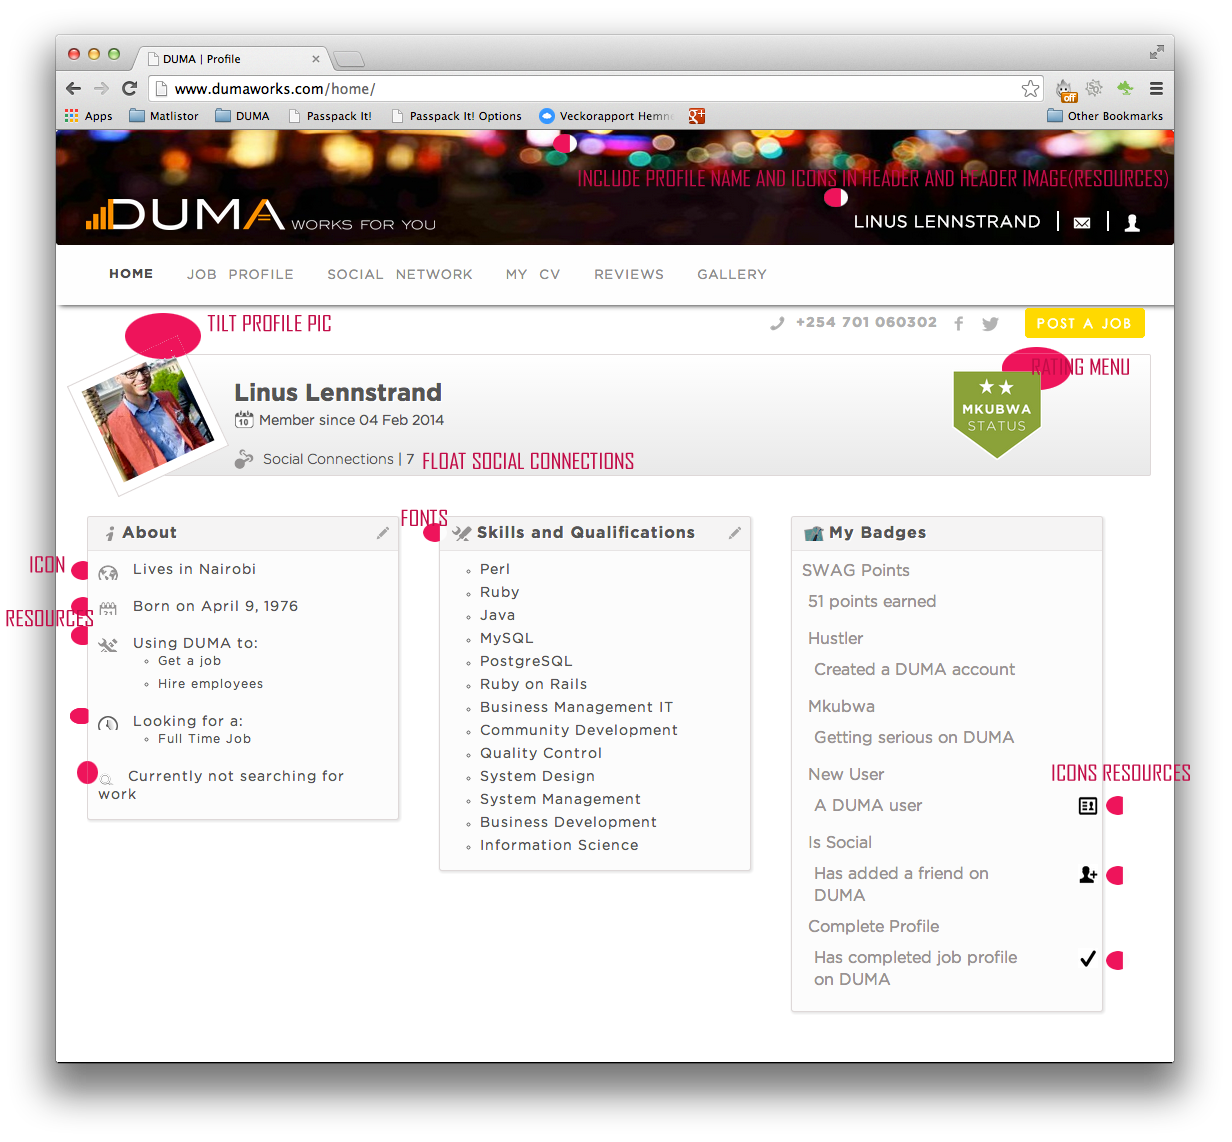 DUMA | Profile
www.dumaworks.com/home/
off
Apps
Matlistor
DUMA
Passpack It!
Passpack It! Options
Veckorapport Hemn
g+
Other Bookmarks
INCLUDE PROFILE NAME AND ICONS IN HEADER AND HEADER IMAGE(RESOURCES)
DUMA WORKS FOR YOU
LINUS LENNSTRAND
HOME
JOB PROFILE
SOCIAL NETWORK
MY CV
REVIEWS
GALLERY
TILT PROFILE PIC
+254 701 060302
POST A JOB
RATING MENU
Linus Lennstrand
10 Member since 04 Feb 2014
Social Connections | 7
FLOAT SOCIAL CONNECTIONS
MKUBWA
STATUS
ICON
RESOURCES
About
Lives in Nairobi
Born on April 9, 1976
Using DUMA to:
Get a job
Hire employees
Looking for a:
Full Time Job
Currently not searching for
work
FONTS
Skills and Qualifications
Perl
Ruby
Java
MySQL
PostgreSQL
Ruby on Rails
Business Management IT
Community Development
Quality Control
System Design
System Management
Business Development
Information Science
My Badges
SWAG Points
51 points earned
Hustler
Created a DUMA account
Mkubwa
Getting serious on DUMA
New User
A DUMA user
Is Social
Has added a friend on
DUMA
Complete Profile
Has completed job profile
on DUMA
ICONS RESOURCES